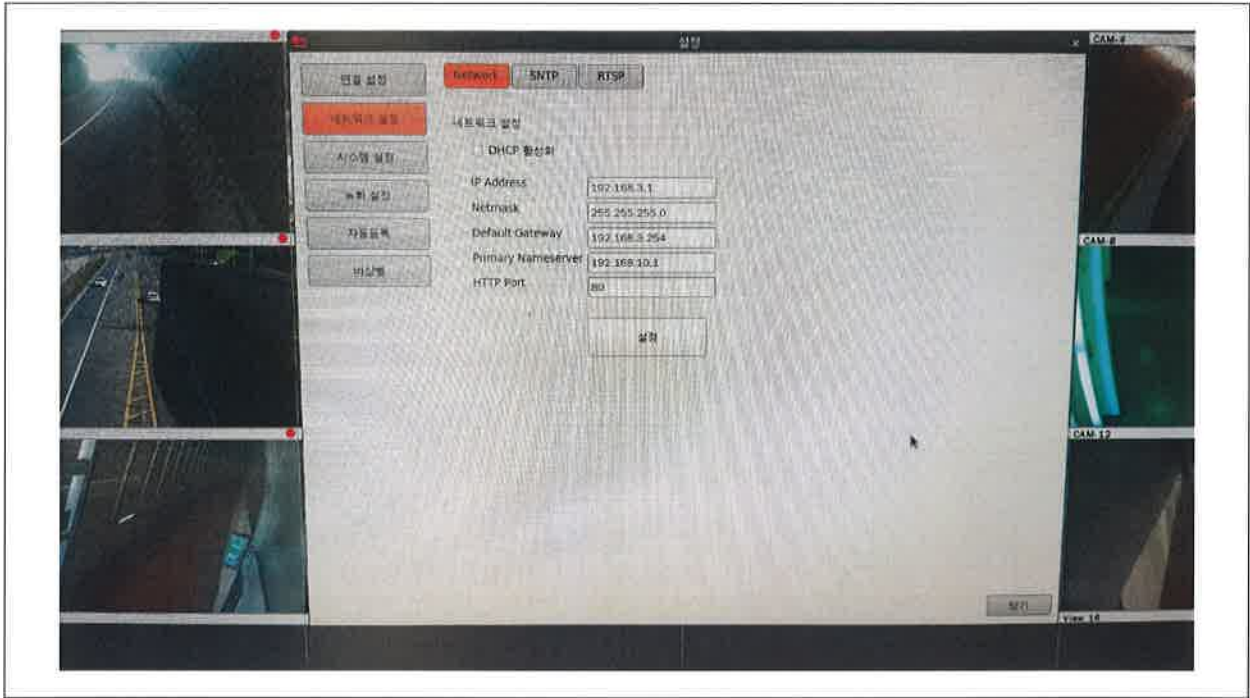 설정
×
CAM-4
연결 설정
Network
SNTP
RTSP
네트워크 설정
네트워크 설정
DHCP 활성화
시스템 설정
녹화 설정
자동등록
비상벨
IP Address
192.168.3.1
Netmask
255.255.255.0
Default Gateway
192.168.3.254
Primary Nameserver
192.168.10.1
HTTP Port
80
설정
CAM-8
CAM-12
닫기
View 16